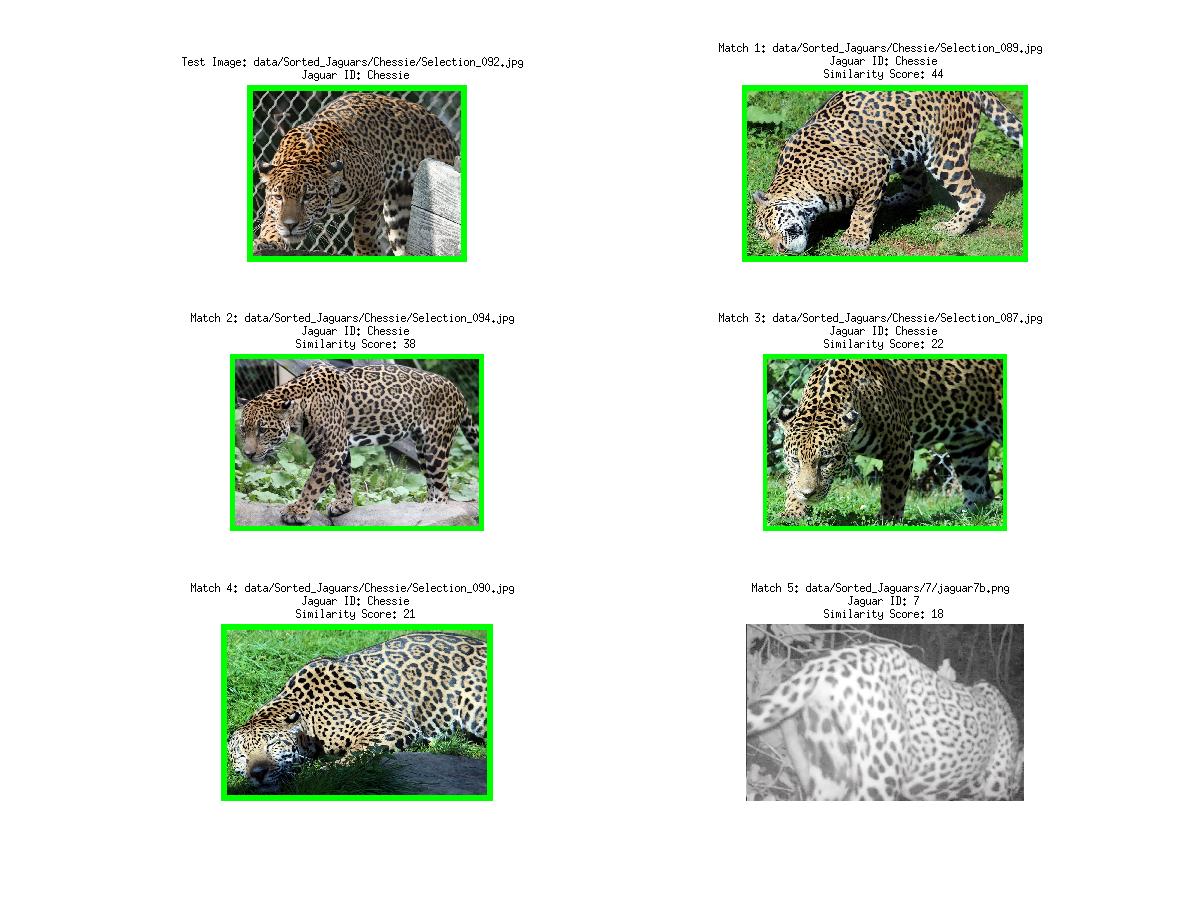 Test Image: data/Sorted_Jaguars/Chessie/Selection_092.jpg
Jaguar ID: Chessie
Match 1: data/Sorted_Jaguars/Chessie/Selection_089.jpg
Jaguar ID: Chessie
Similarity Score: 44
Match 2: data/Sorted_Jaguars/Chessie/Selection_094.jpg
Jaguar ID: Chessie
Similarity Score: 38
Match 3: data/Sorted_Jaguars/Chessie/Selection_087.jpg
Jaguar ID: Chessie
Similarity Score: 22
Match 4: data/Sorted_Jaguars/Chessie/Selection_090.jpg
Jaguar ID: Chessie
Similarity Score: 21
Match 5: data/Sorted_Jaguars/7/jaguar7b.png
Jaguar ID: 7
Similarity Score: 18